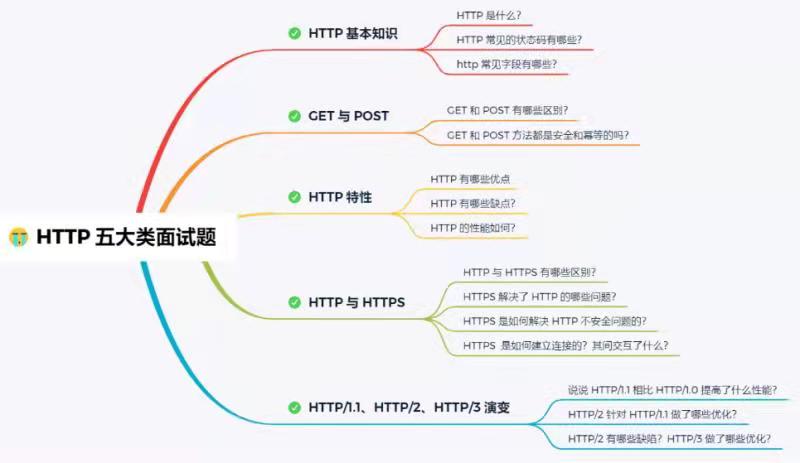 HTTP 五大类面试题
HTTP 基本知识
HTTP 是什么?
HTTP 常见的状态码有哪些?
http 常见字段有哪些?
GET 与 POST
GET 和 POST 有哪些区别?
GET 和 POST 方法都是安全和幂等的吗?
HTTP 特性
HTTP 有哪些优点
HTTP 有哪些缺点?
HTTP 的性能如何?
HTTP 与 HTTPS
HTTP 与 HTTPS 有哪些区别?
HTTPS 解决了 HTTP 的哪些问题?
HTTPS 是如何解决 HTTP 不安全问题的?
HTTPS 是如何建立连接的? 其间交互了什么?
HTTP/1.1、HTTP/2、HTTP/3 演变
说说 HTTP/1.1 相比 HTTP/1.0 提高了什么性能?
HTTP/2 针对 HTTP/1.1 做了哪些优化?
HTTP/2 有哪些缺陷? HTTP/3 做了哪些优化?